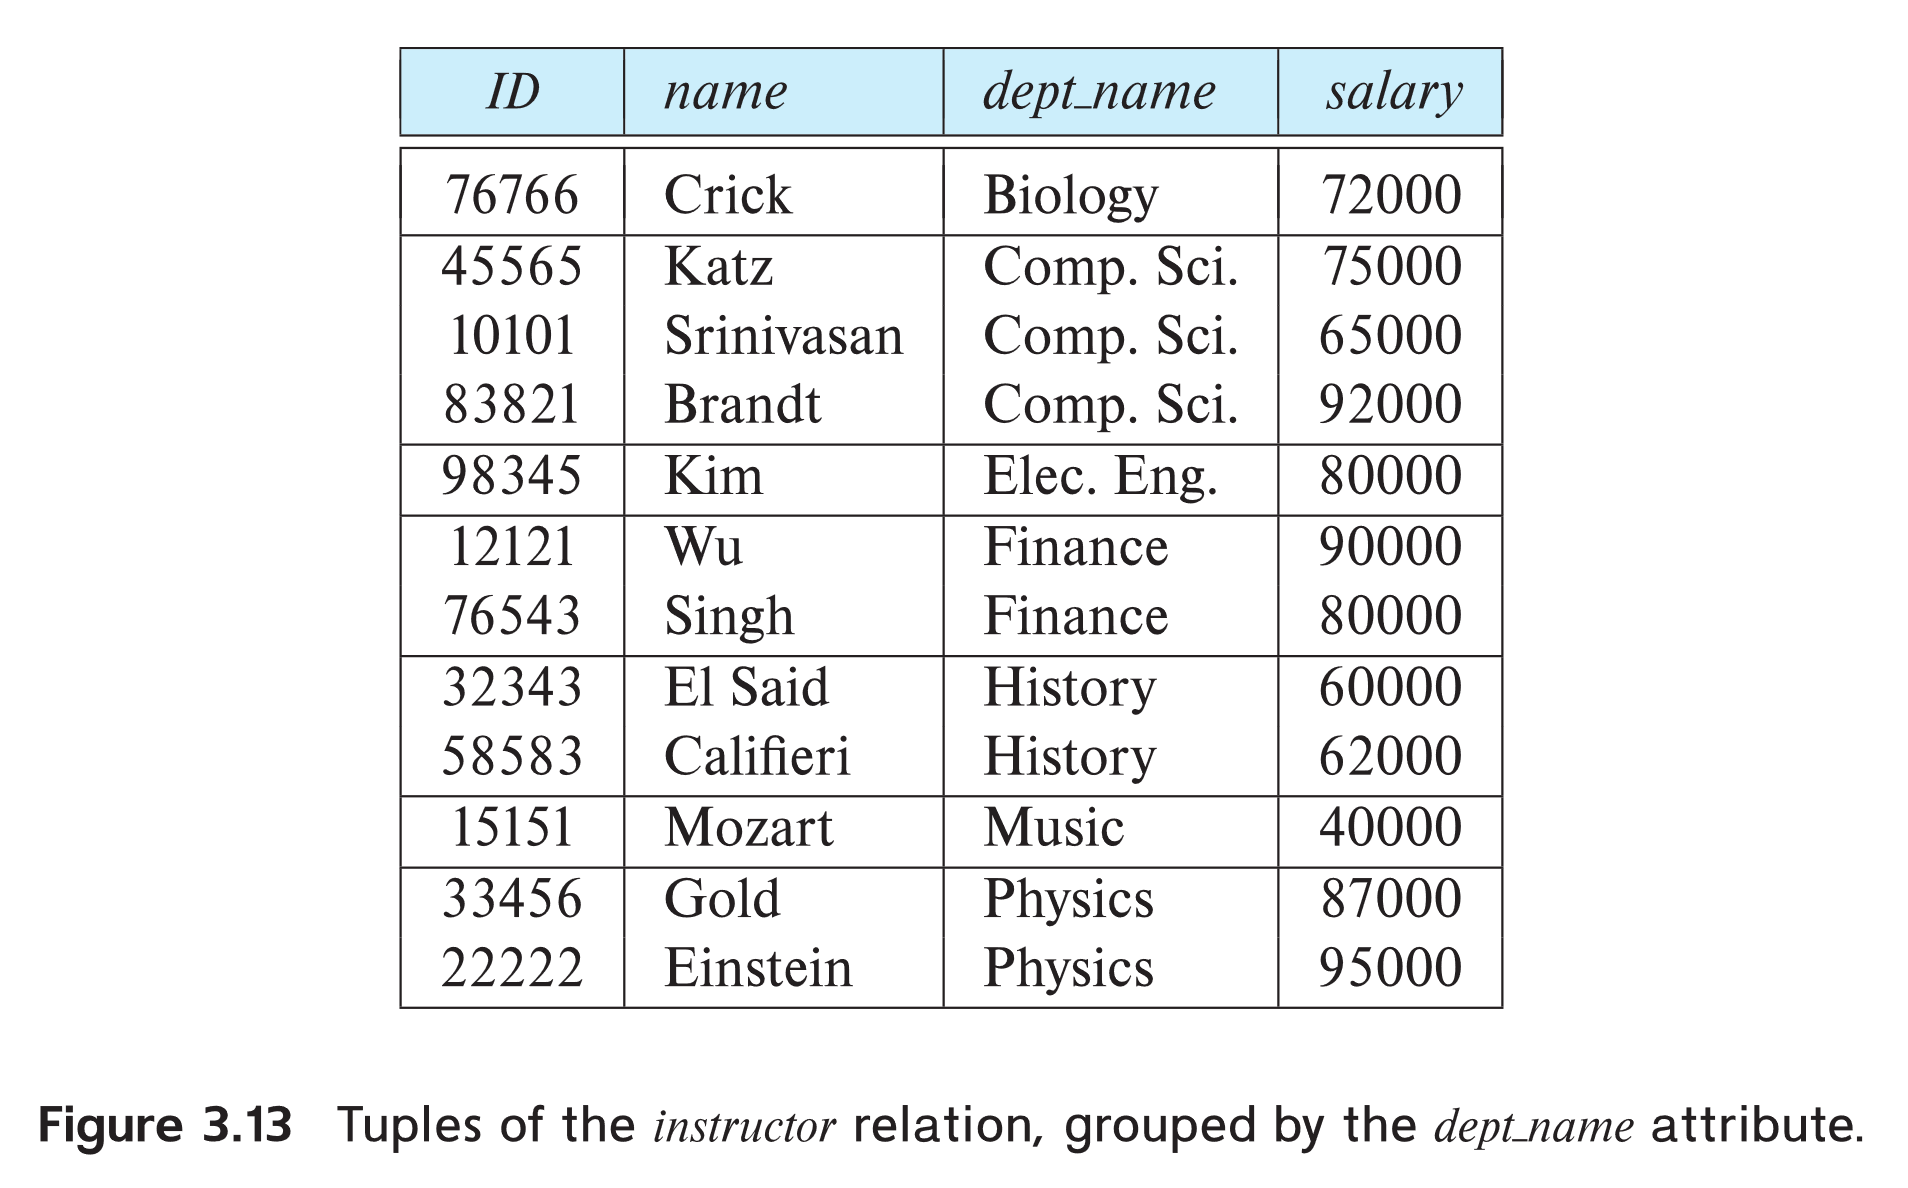 ID name dept_name salary
76766 Crick Biology 72000
45565 Katz Comp. Sci. 75000
10101 Srinivasan Comp. Sci. 65000
83821 Brandt Comp. Sci. 92000
98345 Kim Elec. Eng. 80000
12121 Wu Finance 90000
76543 Singh Finance 80000
32343 El Said History 60000
58583 Califieri History 62000
15151 Mozart Music 40000
33456 Gold Physics 87000
22222 Einstein Physics 95000
Figure 3.13 Tuples of the instructor relation, grouped by the dept_name attribute.